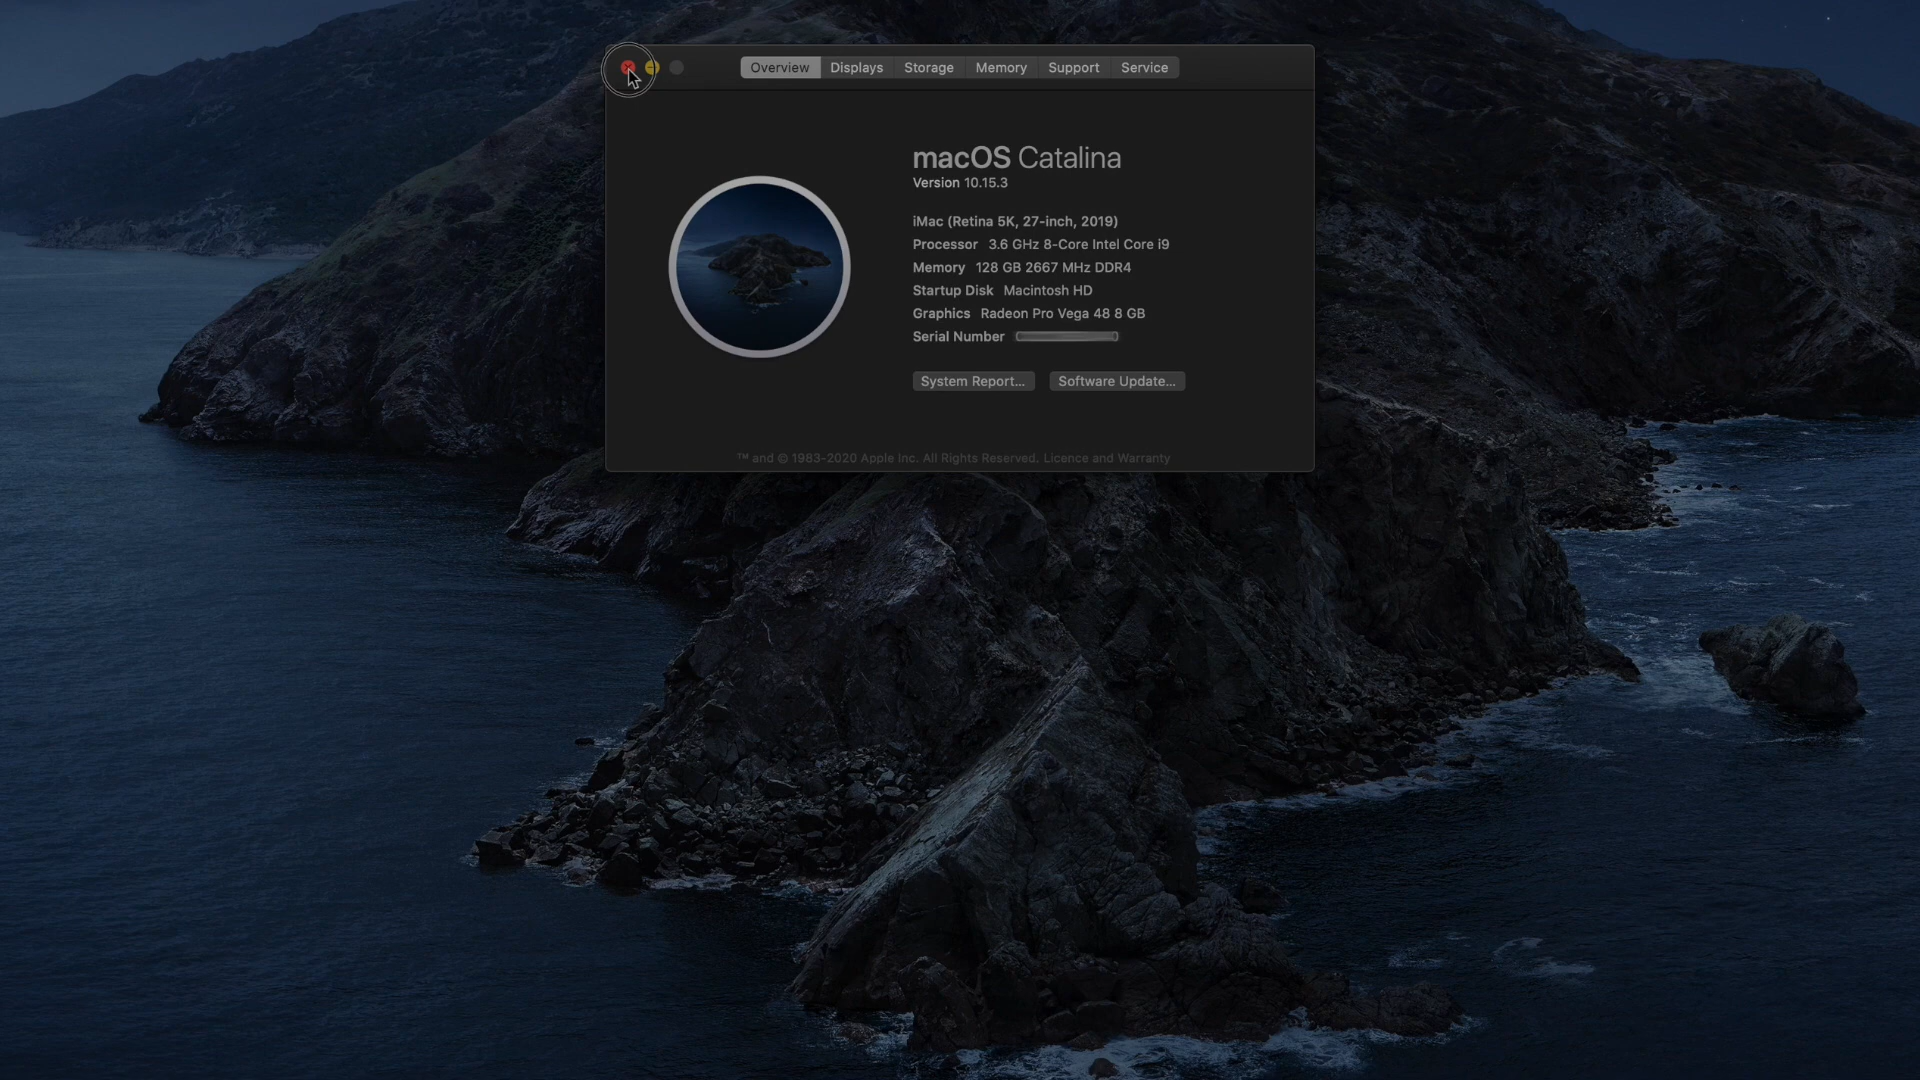 Overview Displays Storage Memory Support Service
macOS Catalina
Version 10.15.3
iMac (Retina 5K, 27-inch, 2019)
Processor 3.6 GHz 8-Core Intel Core i9
Memory 128 GB 2667 MHz DDR4
Startup Disk Macintosh HD
Graphics Radeon Pro Vega 48 8 GB
Serial Number
System Report... Software Update...
™ and © 1983-2020 Apple Inc. All Rights Reserved. Licence and Warranty